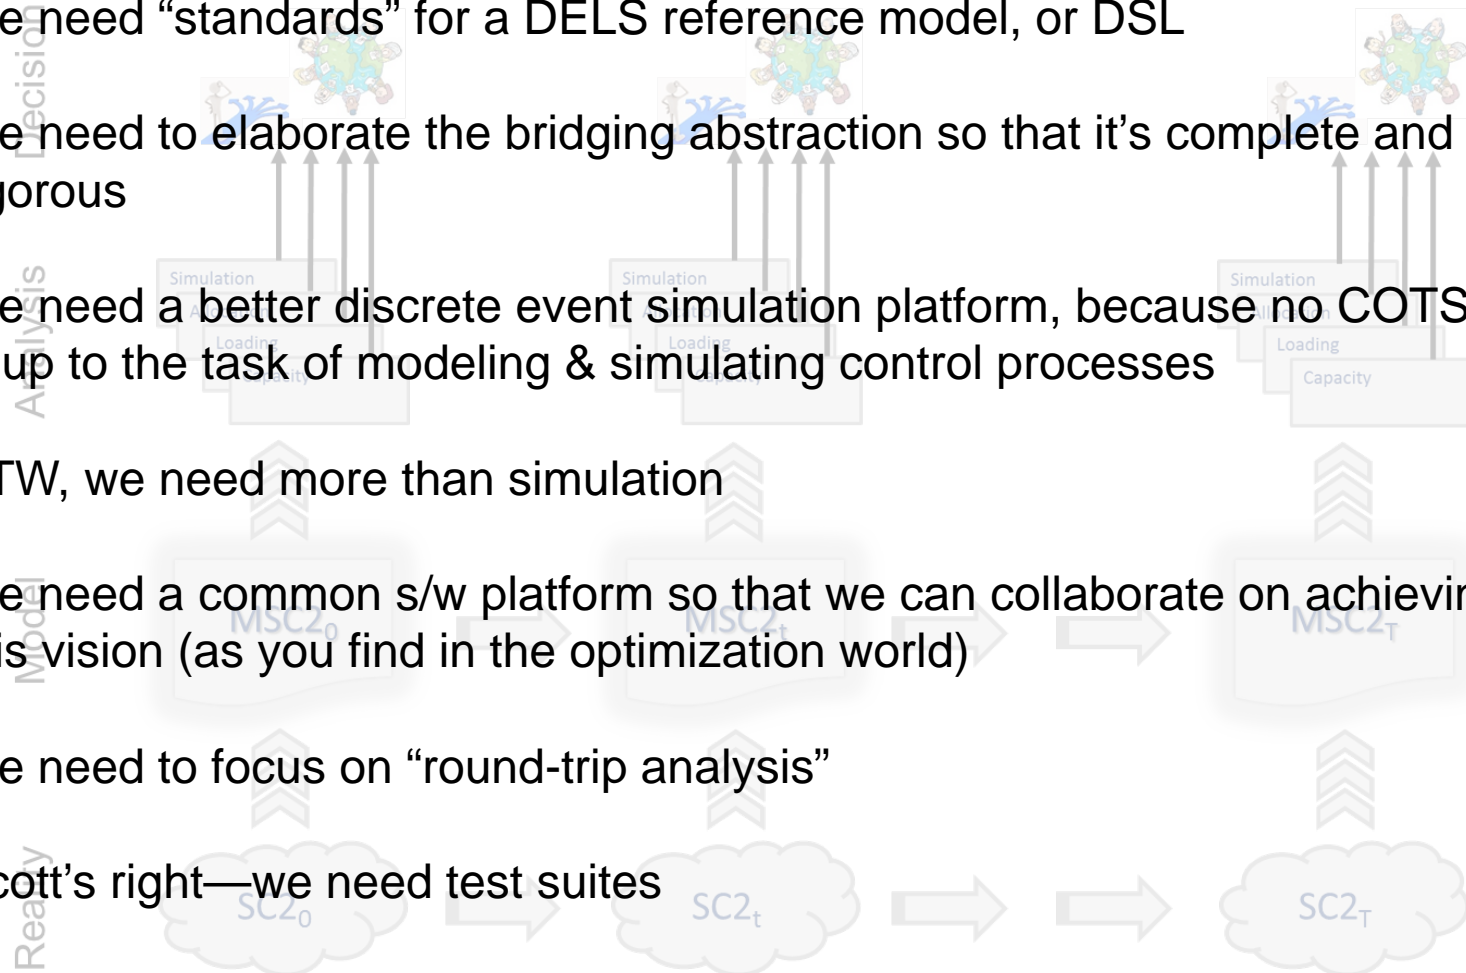 e need “standards” for a DELS reference model, or DSL
e need to elaborate the bridging abstraction so that it’s complete and
gorous
e need a better discrete event simulation platform, because no COTS
up to the task of modeling & simulating control processes
TW, we need more than simulation
e need a common s/w platform so that we can collaborate on achievin
is vision (as you find in the optimization world)
e need to focus on “round-trip analysis”
cott’s right—we need test suites
Decision
Analysis
Model
Reality
Simulation
Allocation
Loading
Capacity
Simulation
Allocation
Loading
Capacity
Simulation
Allocation
Loading
Capacity
MSC2₀
MSC2ₜ
MSC2T
SC2₀
SC2ₜ
SC2T